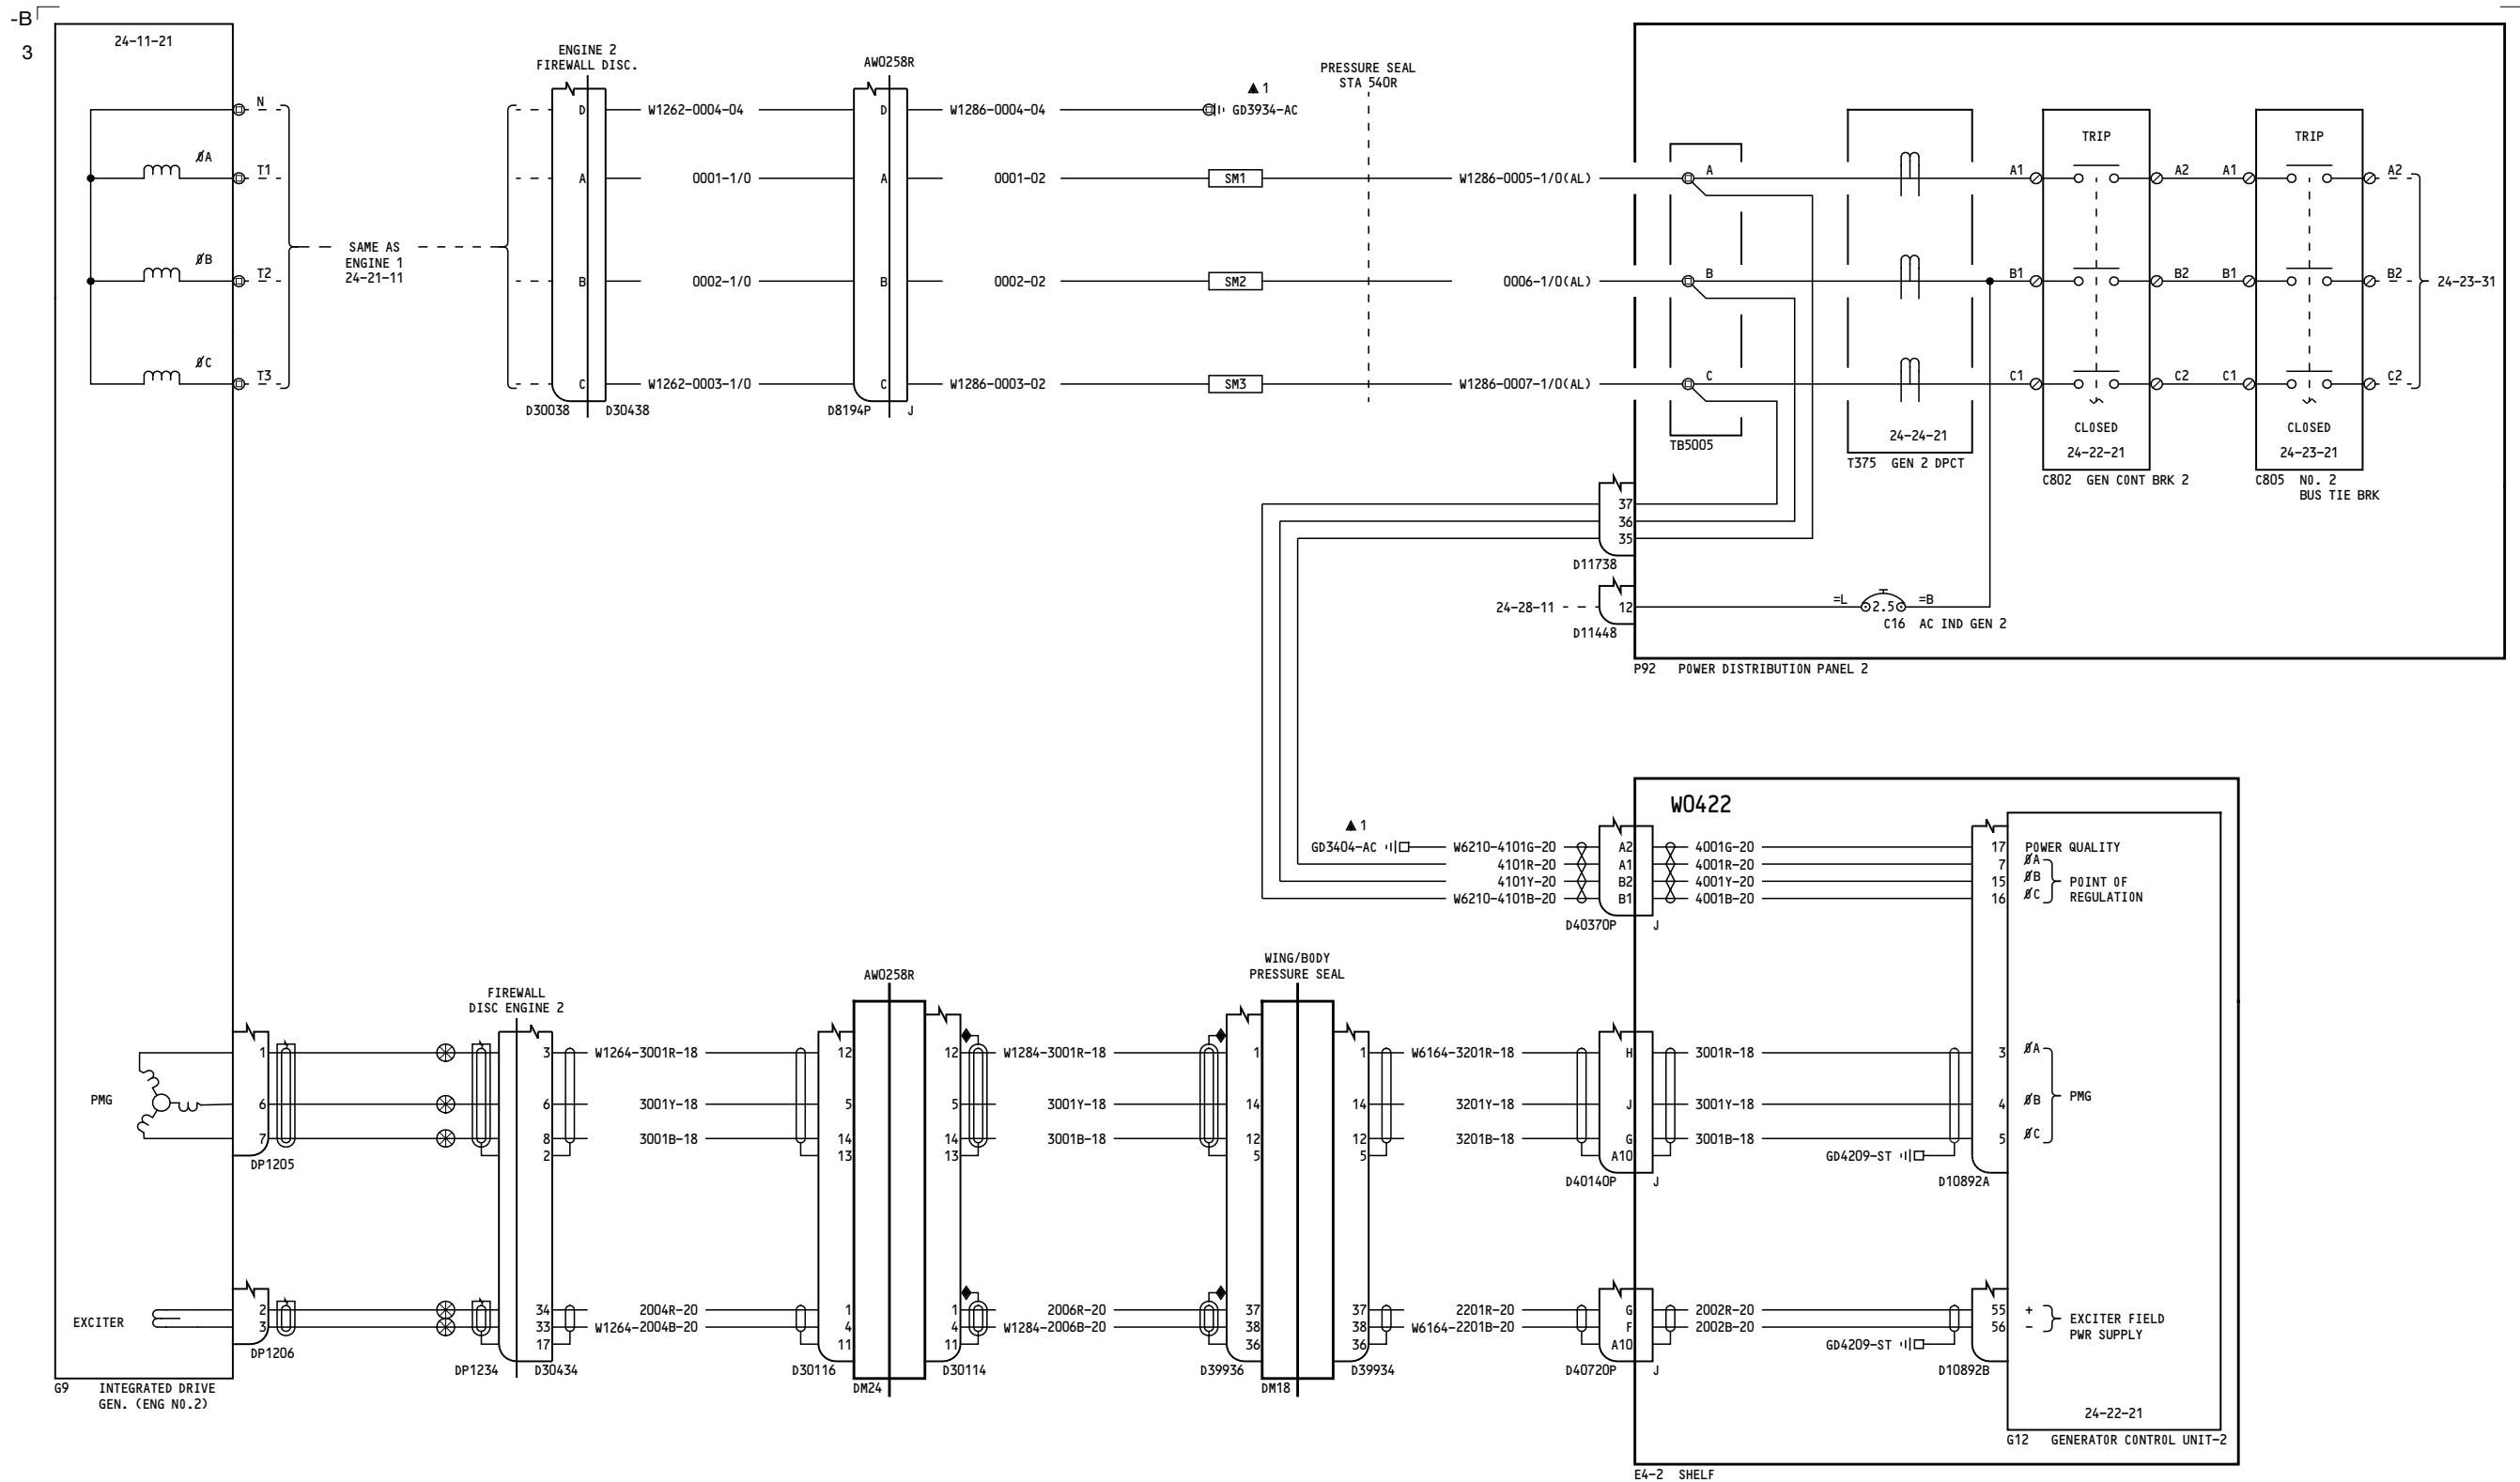 -B
3
24-11-21
N
ØA
T1
ØB
T2
ØC
T3
SAME AS
ENGINE 1
24-21-11
ENGINE 2
FIREWALL DISC.
D
A
B
C
D30038
D30438
W1262-0004-04
0001-1/0
0002-1/0
W1262-0003-1/0
AW0258R
D
A
B
C
D8194P
J
W1286-0004-04
0001-02
0002-02
W1286-0003-02
▲ 1
GD3934-AC
SM1
SM2
SM3
PRESSURE SEAL
STA 540R
W1286-0005-1/0(AL)
0006-1/0(AL)
W1286-0007-1/0(AL)
A
B
C
TB5005
24-24-21
T375 GEN 2 DPCT
TRIP
A1
A2
B1
B2
C1
C2
CLOSED
24-22-21
C802 GEN CONT BRK 2
TRIP
A1
A2
B1
B2
C1
C2
CLOSED
24-23-21
C805 NO. 2
BUS TIE BRK
24-23-31
37
36
35
D11738
24-28-11
12
D11448
=L
2.5
=B
C16 AC IND GEN 2
P92 POWER DISTRIBUTION PANEL 2
W0422
▲ 1
GD3404-AC
W6210-4101G-20
4101R-20
4101Y-20
W6210-4101B-20
A2
A1
B2
B1
D40370P
J
4001G-20
4001R-20
4001Y-20
4001B-20
17
7
15
16
POWER QUALITY
ØA
ØB
ØC
POINT OF
REGULATION
PMG
1
6
7
DP1205
FIREWALL
DISC ENGINE 2
3
6
8
2
W1264-3001R-18
3001Y-18
3001B-18
AW0258R
12
5
14
13
12
5
14
13
W1284-3001R-18
3001Y-18
3001B-18
WING/BODY
PRESSURE SEAL
1
14
12
5
1
14
12
5
W6164-3201R-18
3201Y-18
3201B-18
H
J
G
A10
D40140P
J
3001R-18
3001Y-18
3001B-18
GD4209-ST
3
4
5
D10892A
ØA
ØB
ØC
PMG
EXCITER
2
3
DP1206
34
33
17
DP1234
D30434
2004R-20
W1264-2004B-20
1
4
11
D30116
DM24
1
4
11
D30114
2006R-20
W1284-2006B-20
37
38
36
D39936
DM18
37
38
36
D39934
2201R-20
W6164-2201B-20
G
F
A10
D40720P
J
2002R-20
2002B-20
GD4209-ST
55
56
D10892B
+
-
EXCITER FIELD
PWR SUPPLY
24-22-21
G12 GENERATOR CONTROL UNIT-2
G9 INTEGRATED DRIVE
GEN. (ENG NO.2)
E4-2 SHELF